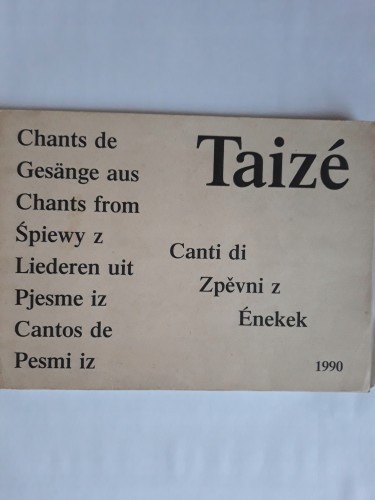 Taizé
Chants de
Gesänge aus
Chants from
Śpiewy z
Liederen uit
Pjesme iz
Cantos de
Pesmi iz
Canti di
Zpěvni z
Énekek
1990